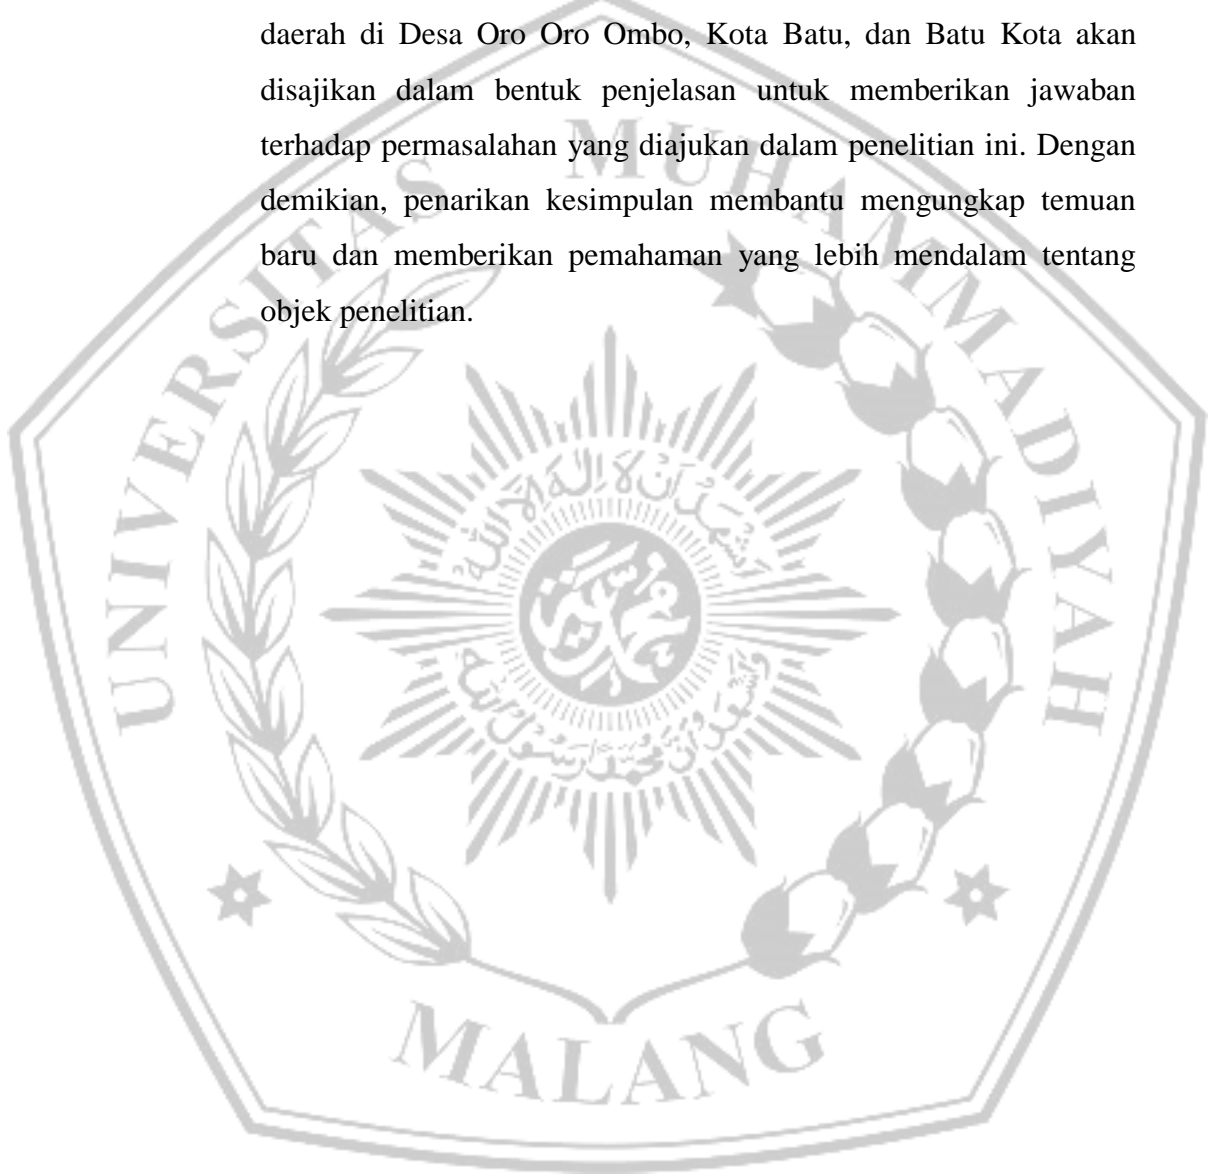 daerah di Desa Oro Oro Ombo, Kota Batu, dan Batu Kota akan
disajikan dalam bentuk penjelasan untuk memberikan jawaban
terhadap permasalahan yang diajukan dalam penelitian ini. Dengan
demikian, penarikan kesimpulan membantu mengungkap temuan
baru dan memberikan pemahaman yang lebih mendalam tentang
objek penelitian.
UNIVERSITAS MUHAMMADIYAH
MALANG